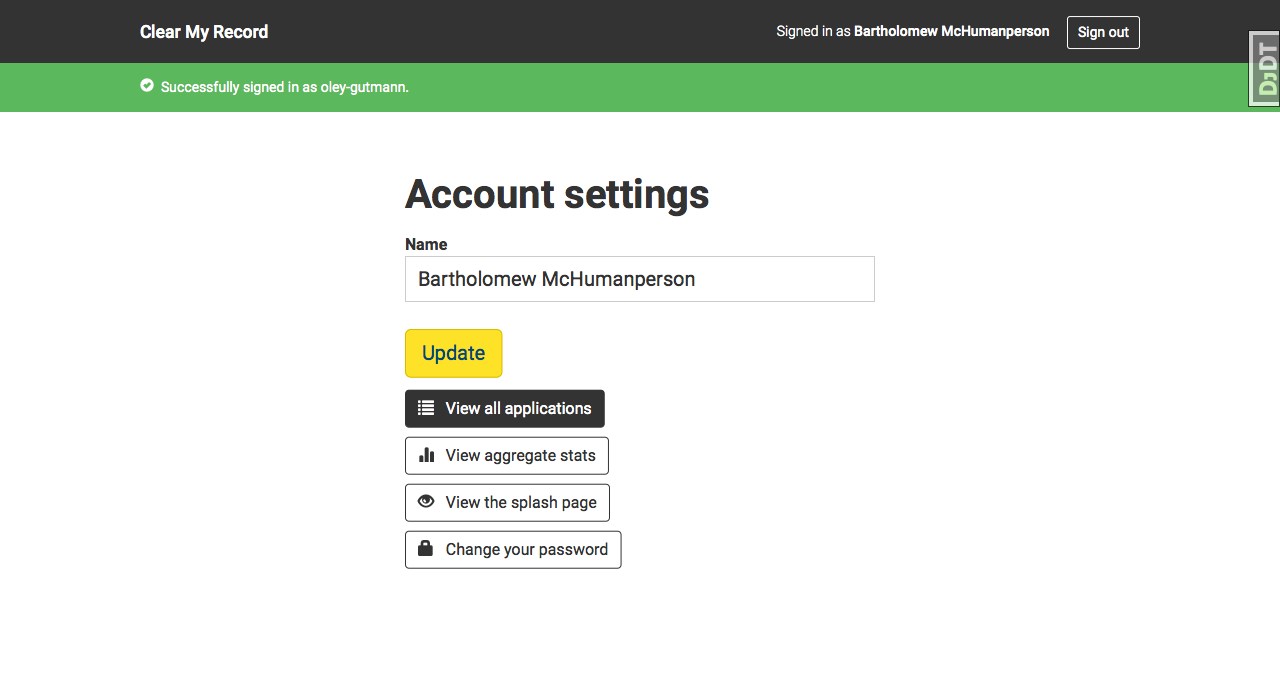 Clear My Record
Signed in as Bartholomew McHumanperson
Sign out
DjDT
Successfully signed in as oley-gutmann.
Account settings
Name
Bartholomew McHumanperson
Update
View all applications
View aggregate stats
View the splash page
Change your password